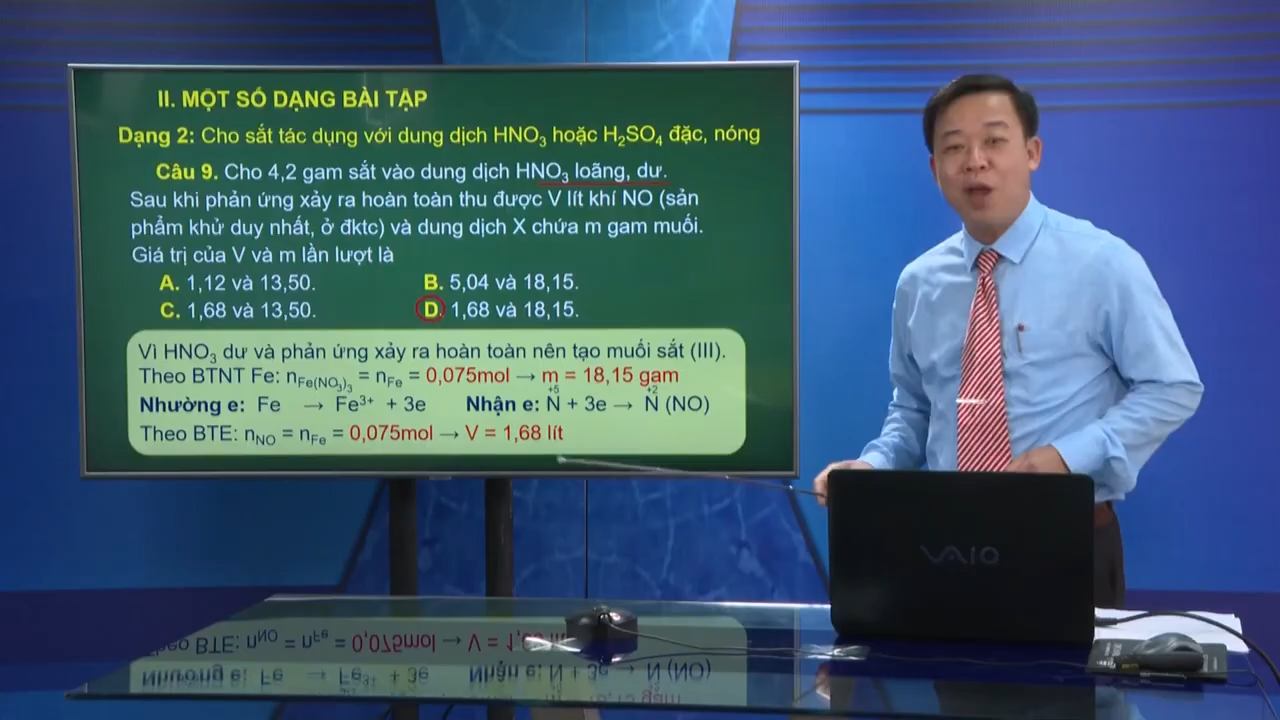 II. MỘT SỐ DẠNG BÀI TẬP
Dạng 2: Cho sắt tác dụng với dung dịch HNO₃ hoặc H₂SO₄ đặc, nóng
Câu 9. Cho 4,2 gam sắt vào dung dịch HNO₃ loãng, dư.
Sau khi phản ứng xảy ra hoàn toàn thu được V lít khí NO (sản
phẩm khử duy nhất, ở đktc) và dung dịch X chứa m gam muối.
Giá trị của V và m lần lượt là
A. 1,12 và 13,50. B. 5,04 và 18,15.
C. 1,68 và 13,50. D. 1,68 và 18,15.
Vì HNO₃ dư và phản ứng xảy ra hoàn toàn nên tạo muối sắt (III).
Theo BTNT Fe: n Fe(NO₃)₃ = n Fe = 0,075mol → m = 18,15 gam
Nhường e: Fe → Fe³⁺ + 3e Nhận e: N⁺⁵ + 3e → N⁺² (NO)
Theo BTE: n NO = n Fe = 0,075mol → V = 1,68 lít
VAIO